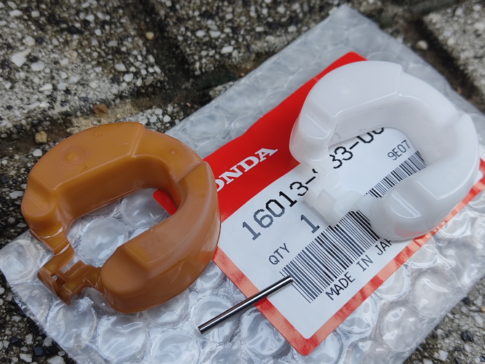 HONDA
16013-
9E07
QTY 1
MADE IN JAPAN